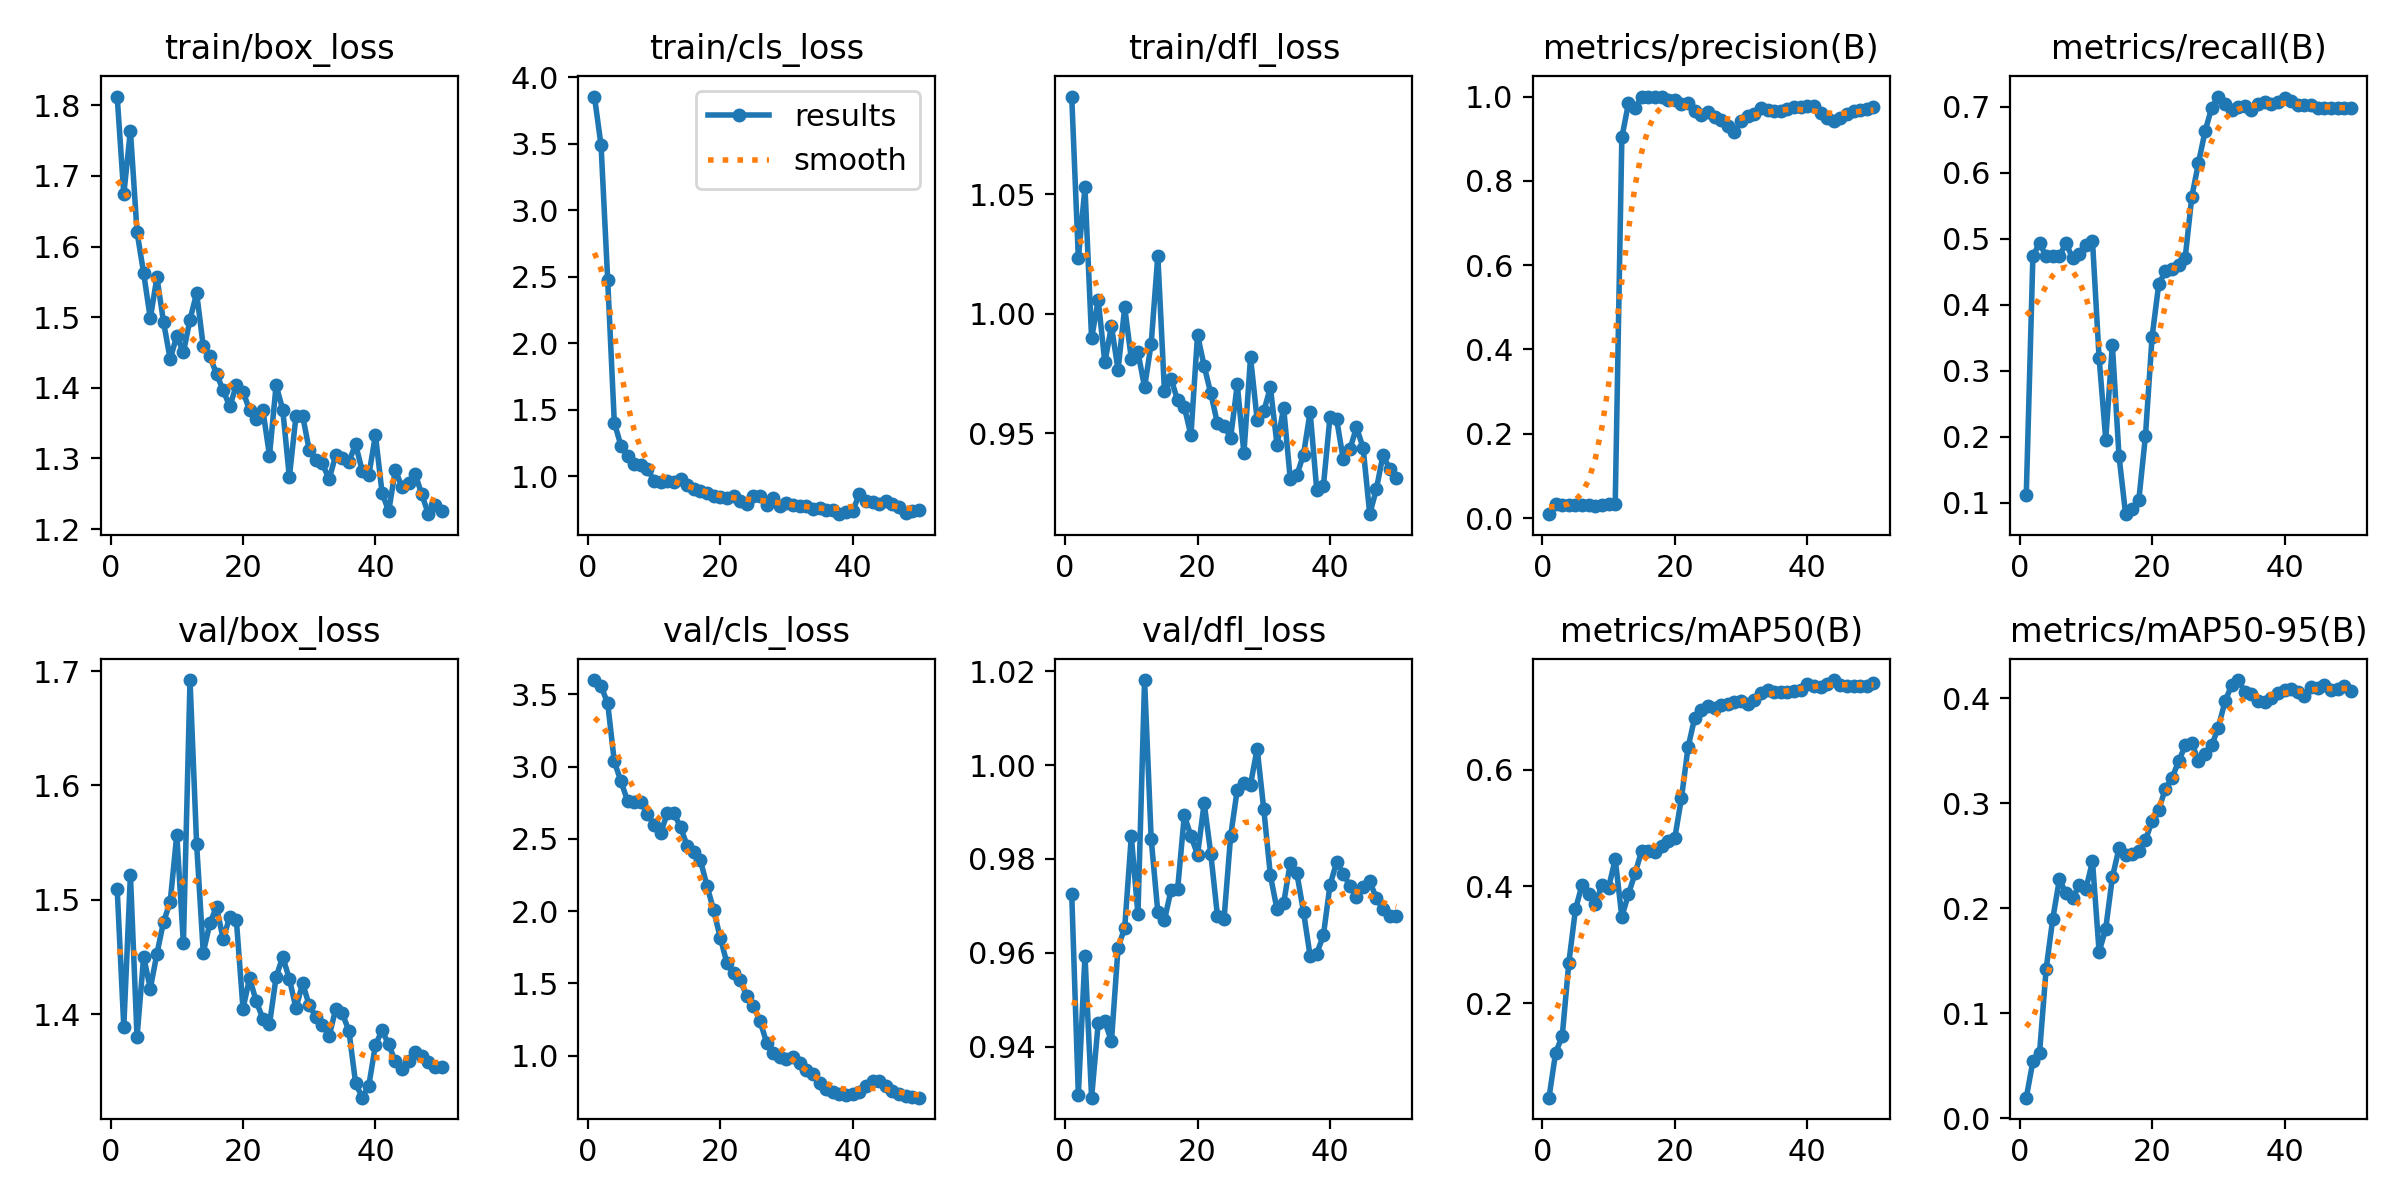 train/box_loss
1.8
1.7
1.6
1.5
1.4
1.3
1.2
0 20 40
train/cls_loss
4.0
3.5
3.0
2.5
2.0
1.5
1.0
results
smooth
0 20 40
train/dfl_loss
1.05
1.00
0.95
0 20 40
metrics/precision(B)
1.0
0.8
0.6
0.4
0.2
0.0
0 20 40
metrics/recall(B)
0.7
0.6
0.5
0.4
0.3
0.2
0.1
0 20 40
val/box_loss
1.7
1.6
1.5
1.4
0 20 40
val/cls_loss
3.5
3.0
2.5
2.0
1.5
1.0
0 20 40
val/dfl_loss
1.02
1.00
0.98
0.96
0.94
0 20 40
metrics/mAP50(B)
0.6
0.4
0.2
0 20 40
metrics/mAP50-95(B)
0.4
0.3
0.2
0.1
0.0
0 20 40